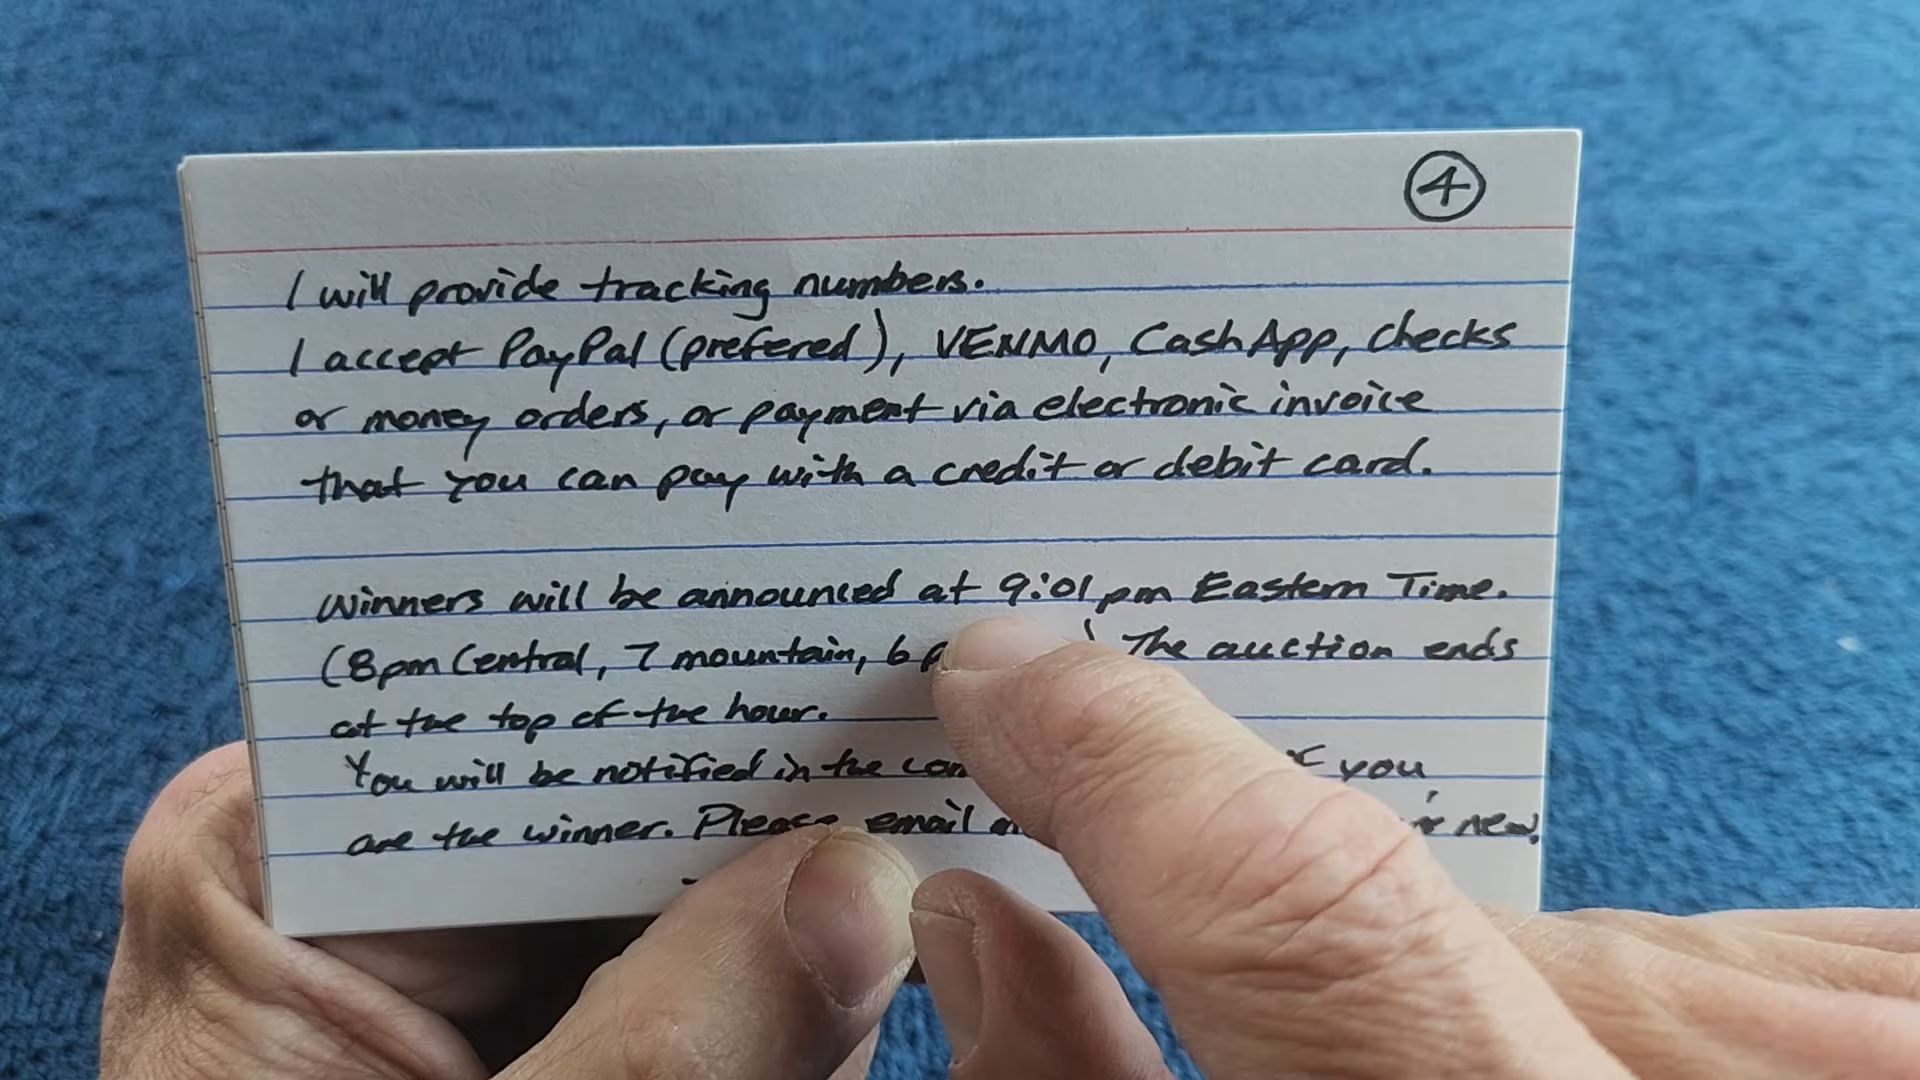 4
I will provide tracking numbers.
I accept PayPal (prefered), VENMO, Cash App, checks
or money orders, or payment via electronic invoice
that you can pay with a credit or debit card.
Winners will be announced at 9:01 pm Eastern Time.
(8pm Central, 7 mountain, 6 p ) The auction ends
at the top of the hour.
You will be notified in the you
are the winner. Please email new.